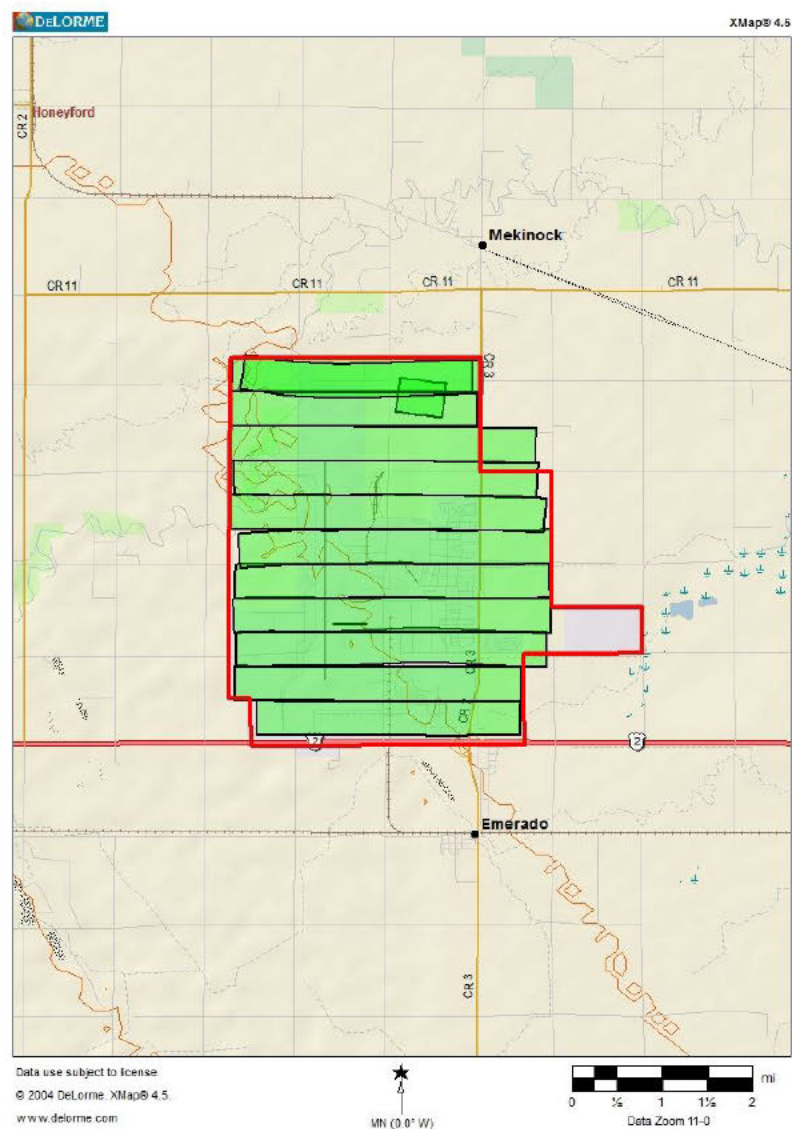 DELORME
XMap® 4.5
Honeyford
CR 2
Mekinock
CR 11
CR 11
CR 11
CR 11
CR 3
CR 3
2
2
Emerado
CR 3
Data use subject to license.
© 2004 DeLorme. XMap® 4.5.
www.delorme.com
MN (0.0° W)
mi
0 ½ 1 1½ 2
Data Zoom 11-0